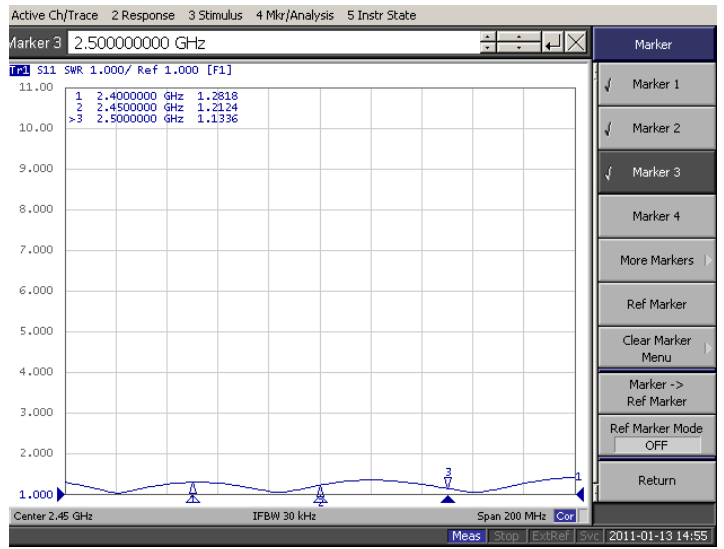 Active Ch/Trace 2 Response 3 Stimulus 4 Mkr/Analysis 5 Instr State
Marker 3 2.500000000 GHz
Tr1 S11 SWR 1.000/ Ref 1.000 [F1]
11.00
1 2.4000000 GHz 1.2818
2 2.4500000 GHz 1.2124
>3 2.5000000 GHz 1.1336
10.00
9.000
8.000
7.000
6.000
5.000
4.000
3.000
2.000
1.000
1
2
3
1
Center 2.45 GHz IFBW 30 kHz Span 200 MHz Cor
Marker
Marker 1
Marker 2
Marker 3
Marker 4
More Markers
Ref Marker
Clear Marker
Menu
Marker ->
Ref Marker
Ref Marker Mode
OFF
Return
Meas Stop ExtRef Svc 2011-01-13 14:55